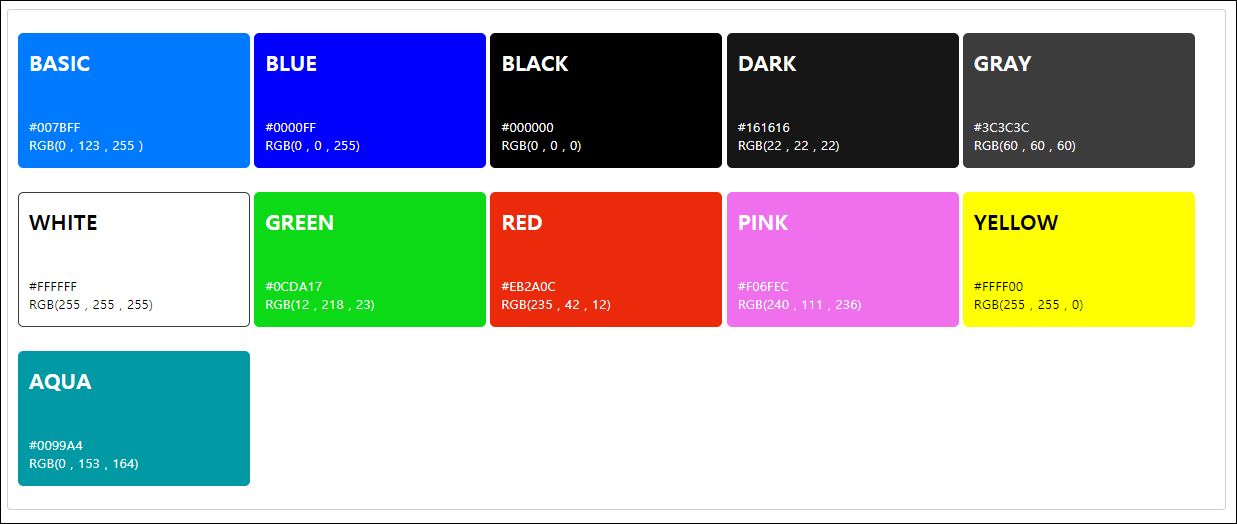 BASIC
#007BFF
RGB(0 , 123 , 255 )
BLUE
#0000FF
RGB(0 , 0 , 255)
BLACK
#000000
RGB(0 , 0 , 0)
DARK
#161616
RGB(22 , 22 , 22)
GRAY
#3C3C3C
RGB(60 , 60 , 60)
WHITE
#FFFFFF
RGB(255 , 255 , 255)
GREEN
#0CDA17
RGB(12 , 218 , 23)
RED
#EB2A0C
RGB(235 , 42 , 12)
PINK
#F06FEC
RGB(240 , 111 , 236)
YELLOW
#FFFF00
RGB(255 , 255 , 0)
AQUA
#0099A4
RGB(0 , 153 , 164)